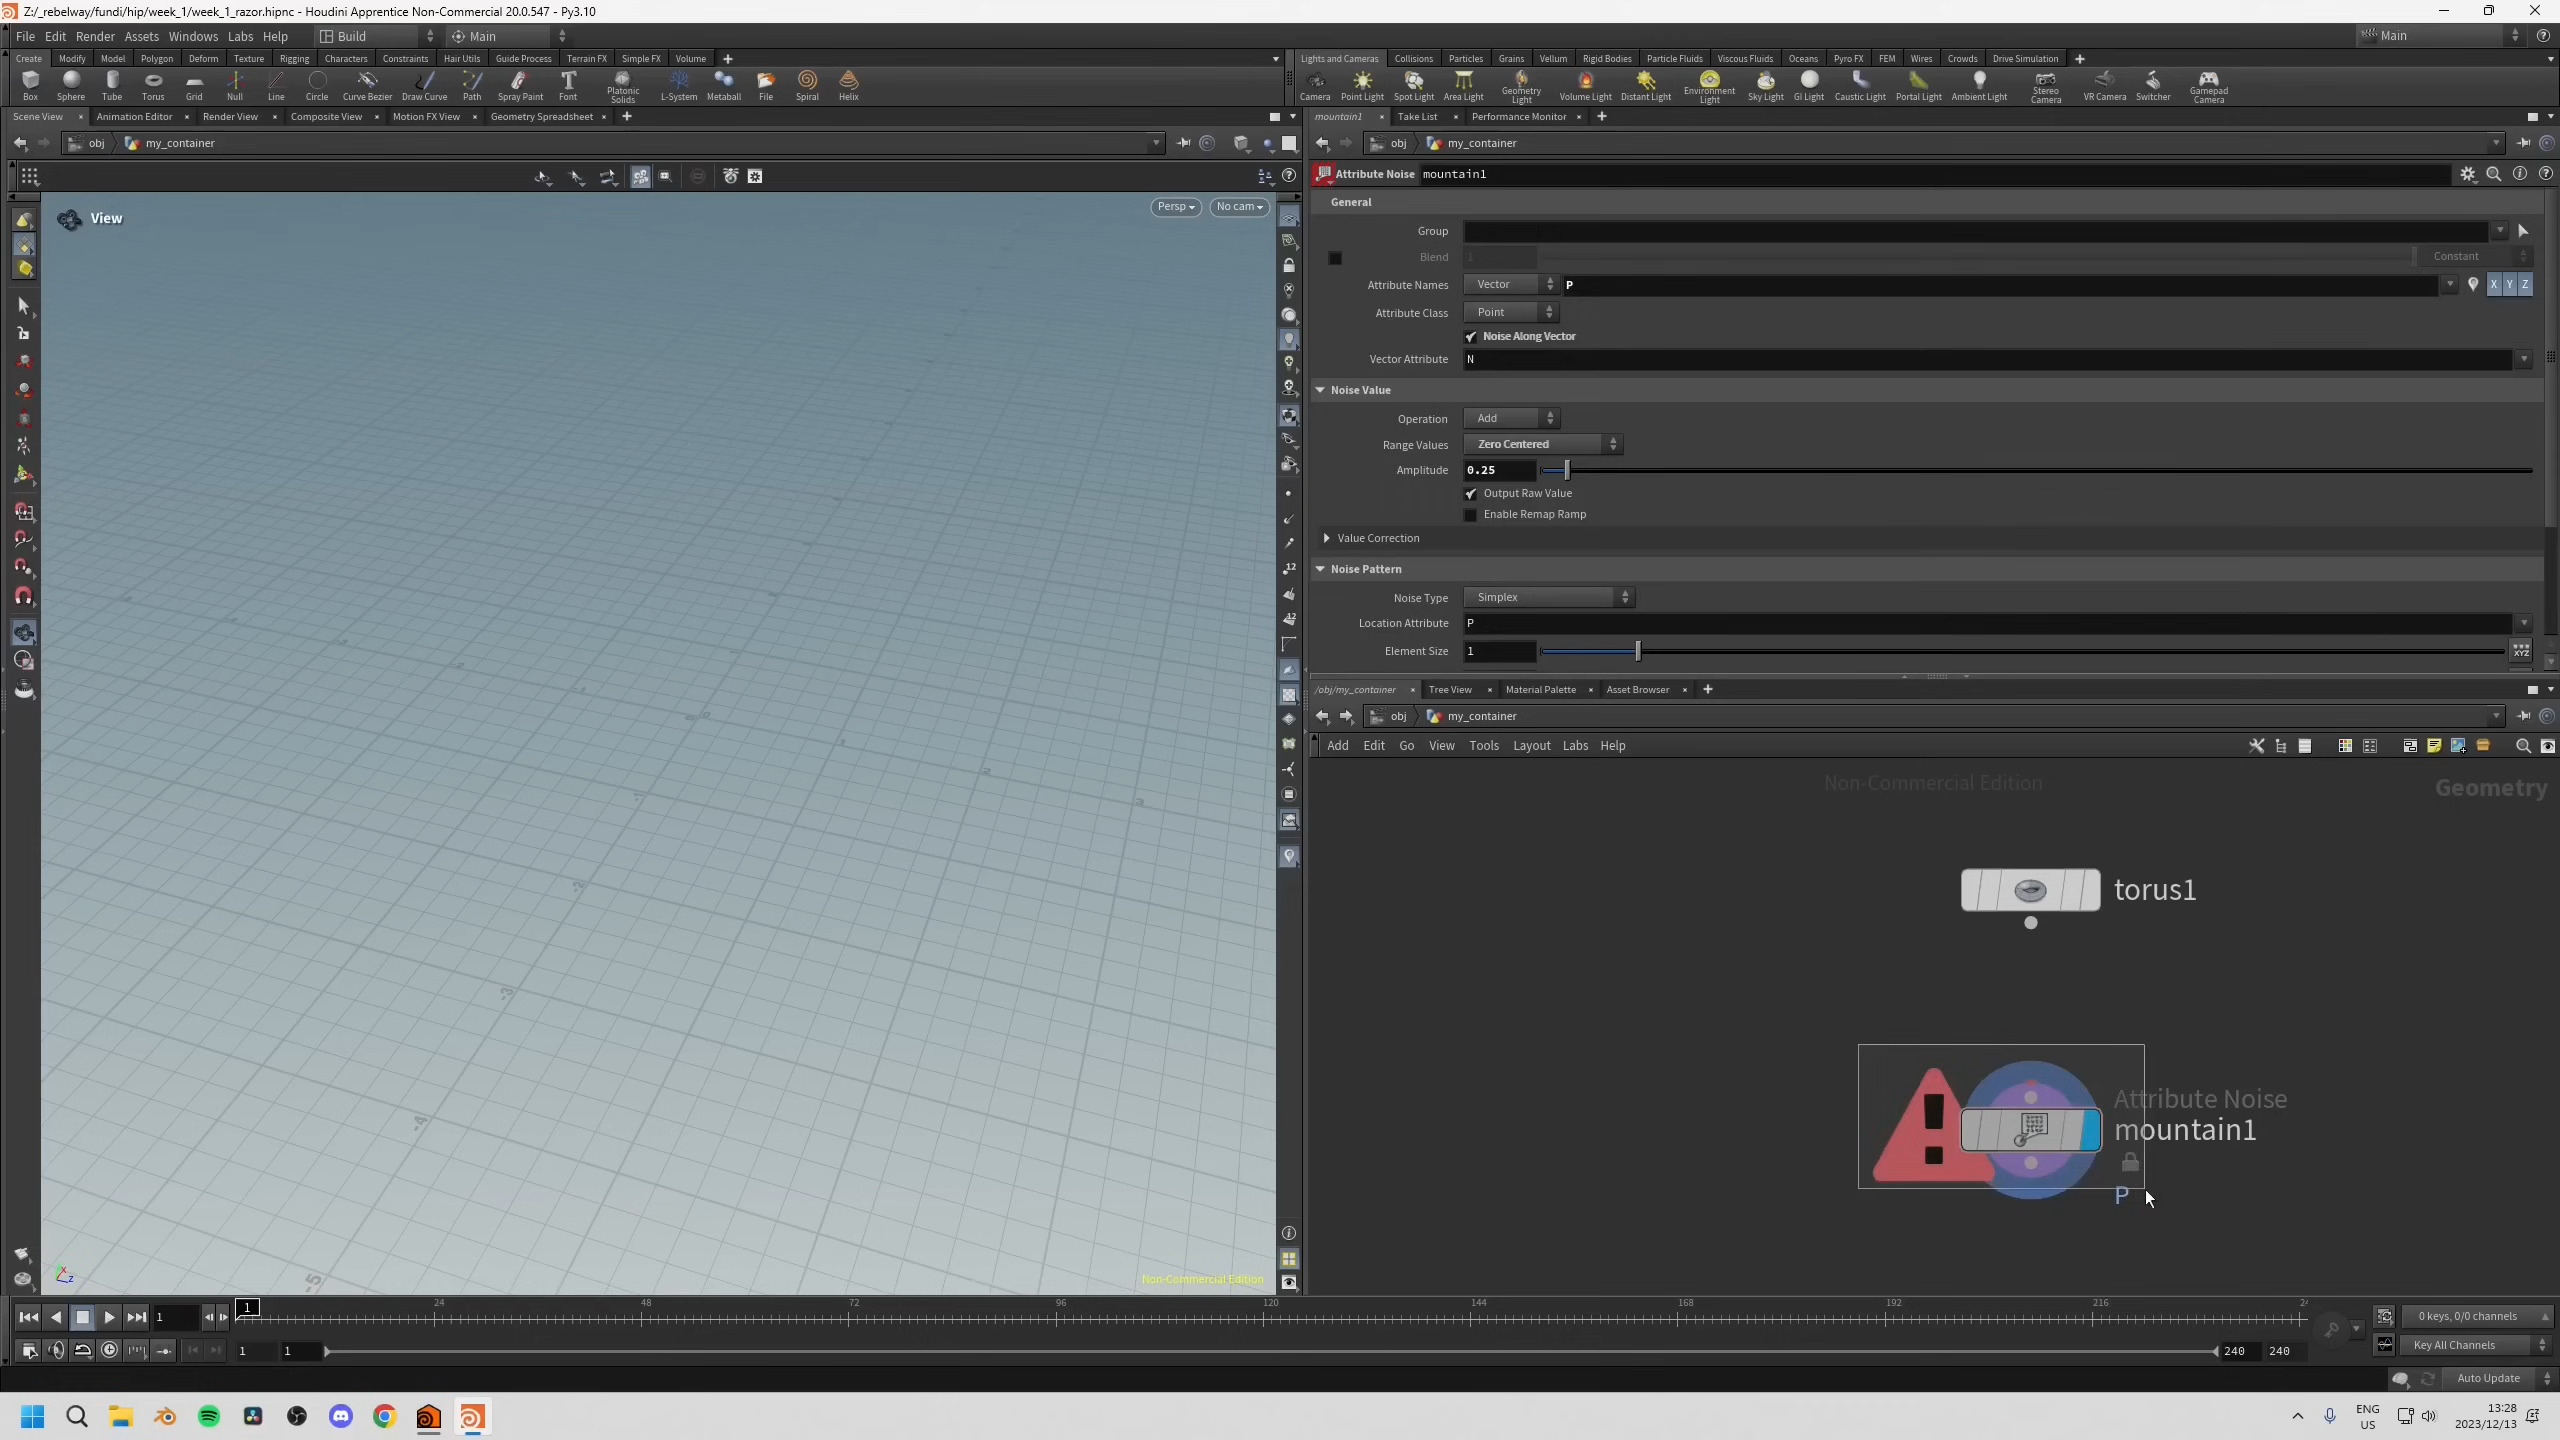 Z:/_rebelway/fundi/hip/week_1/week_1_razor.hipnc - Houdini Apprentice Non-Commercial 20.0.547 - Py3.10
File Edit Render Assets Windows Labs Help Build Main Main
Create Modify Model Polygon Deform Texture Rigging Characters Constraints Hair Utils Guide Process Terrain FX Simple FX Volume
Box Sphere Tube Torus Grid Null Line Circle Curve Bezier Draw Curve Path Spray Paint Font Platonic Solids L-System Metaball File Spiral Helix
Lights and Cameras Collisions Particles Grains Vellum Rigid Bodies Particle Fluids Viscous Fluids Oceans Pyro FX FEM Wires Crowds Drive Simulation
Camera Point Light Spot Light Area Light Geometry Light Volume Light Distant Light Environment Light Sky Light GI Light Caustic Light Portal Light Ambient Light Stereo Camera VR Camera Switcher Gamepad Camera
Scene View Animation Editor Render View Composite View Motion FX View Geometry Spreadsheet
obj my_container
View
Persp No cam
12
12
-2
-3
-4
-5
Non-Commercial Edition
mountain1 Take List Performance Monitor
obj my_container
Attribute Noise mountain1
General
Group
Blend 1 Constant
Attribute Names Vector P X Y Z
Attribute Class Point
Noise Along Vector
Vector Attribute N
Noise Value
Operation Add
Range Values Zero Centered
Amplitude 0.25
Output Raw Value
Enable Remap Ramp
Value Correction
Noise Pattern
Noise Type Simplex
Location Attribute P
Element Size 1
/obj/my_container Tree View Material Palette Asset Browser
obj my_container
Add Edit Go View Tools Layout Labs Help
Non-Commercial Edition
Geometry
torus1
Attribute Noise
mountain1
P
1 1 24 48 72 96 120 144 168 192 216
0 keys, 0/0 channels
1 1 240 240
Key All Channels
Auto Update
ENG
US
13:28
2023/12/13